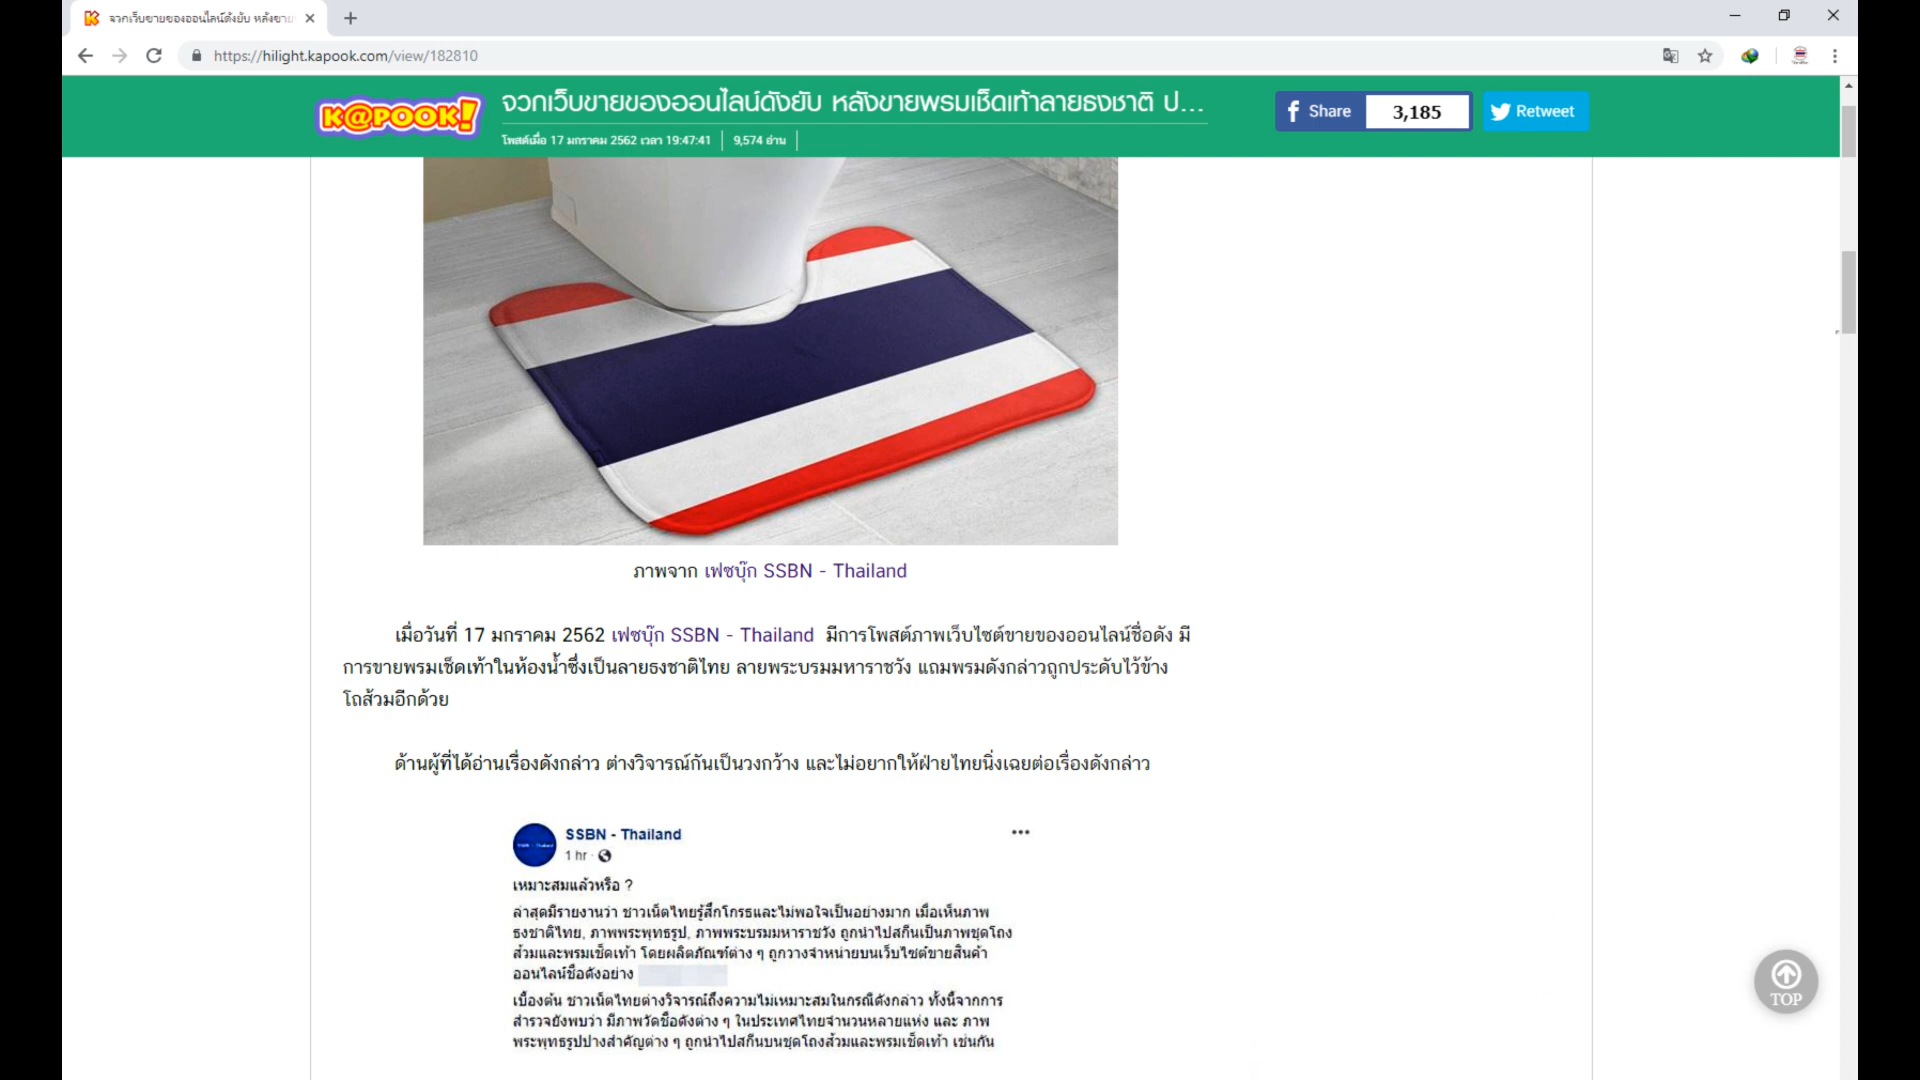 จวกเว็บขายของออนไลน์ดังยับ หลังขาย
https://hilight.kapook.com/view/182810
K@POOK!
จวกเว็บขายของออนไลน์ดังยับ หลังขายพรมเช็ดเท้าลายธงชาติ ป...
โพสต์เมื่อ 17 มกราคม 2562 เวลา 19:47:41
9,574 อ่าน
Share
3,185
Retweet
ภาพจาก เฟซบุ๊ก SSBN - Thailand
เมื่อวันที่ 17 มกราคม 2562 เฟซบุ๊ก SSBN - Thailand มีการโพสต์ภาพเว็บไซต์ขายของออนไลน์ชื่อดัง มี
การขายพรมเช็ดเท้าในห้องน้ำซึ่งเป็นลายธงชาติไทย ลายพระบรมมหาราชวัง แถมพรมดังกล่าวถูกประดับไว้ข้าง
โถส้วมอีกด้วย
ด้านผู้ที่ได้อ่านเรื่องดังกล่าว ต่างวิจารณ์กันเป็นวงกว้าง และไม่อยากให้ฝ่ายไทยนิ่งเฉยต่อเรื่องดังกล่าว
SSBN - Thailand
1 hr ·
เหมาะสมแล้วหรือ ?
ล่าสุดมีรายงานว่า ชาวเน็ตไทยรู้สึกโกรธและไม่พอใจเป็นอย่างมาก เมื่อเห็นภาพ
ธงชาติไทย, ภาพพระพุทธรูป, ภาพพระบรมมหาราชวัง ถูกนำไปสกีนเป็นภาพชุดโถง
ส้วมและพรมเช็ดเท้า โดยผลิตภัณฑ์ต่าง ๆ ถูกวางจำหน่ายบนเว็บไซต์ขายสินค้า
ออนไลน์ชื่อดังอย่าง
เบื้องต้น ชาวเน็ตไทยต่างวิจารณ์ถึงความไม่เหมาะสมในกรณีดังกล่าว ทั้งนี้จากการ
สำรวจยังพบว่า มีภาพวัดชื่อดังต่าง ๆ ในประเทศไทยจำนวนหลายแห่ง และ ภาพ
พระพุทธรูปปางสำคัญต่าง ๆ ถูกนำไปสกีนบนชุดโถงส้วมและพรมเช็ดเท้า เช่นกัน
TOP